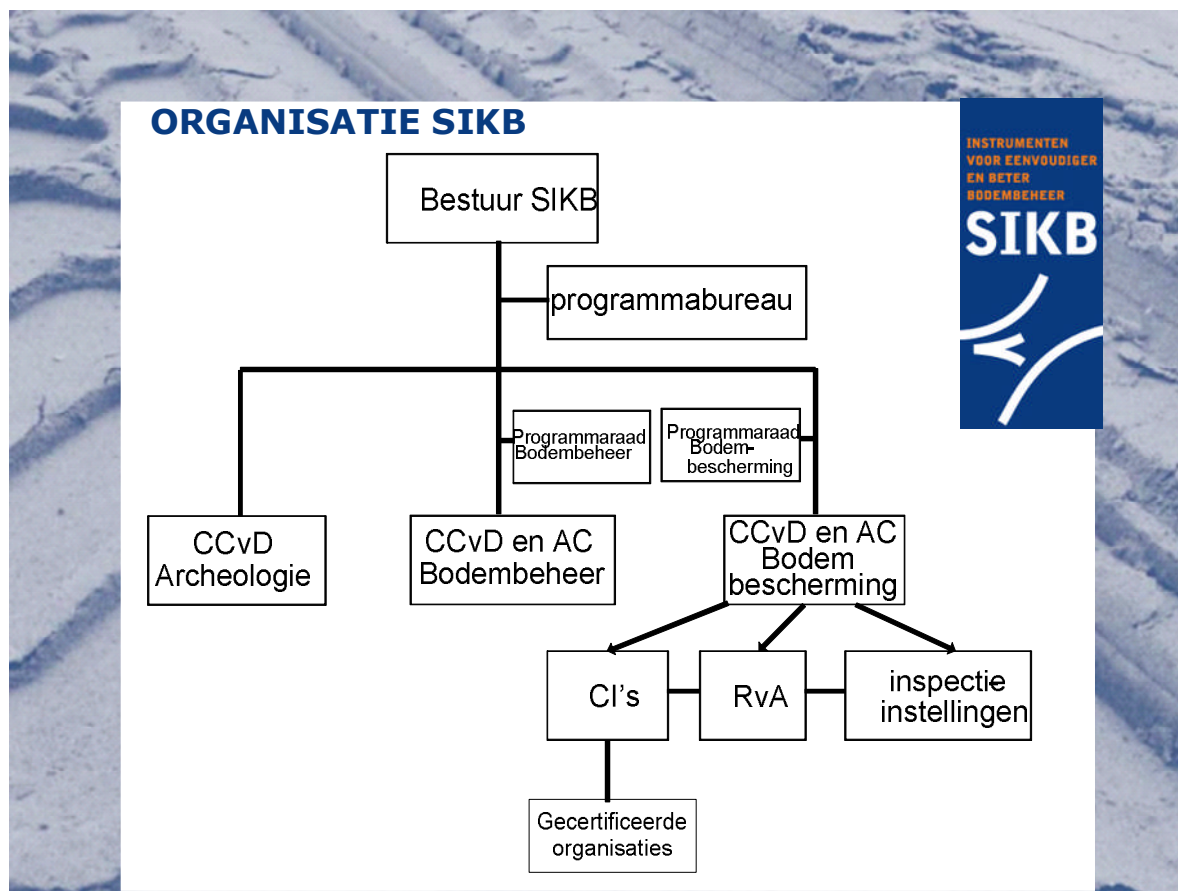 ORGANISATIE SIKB
INSTRUMENTEN
VOOR EENVOUDIGER
EN BETER
BODEMBEHEER
SIKB
Bestuur SIKB
programmabureau
Programmaraad
Bodembeheer
Programmaraad
Bodem-
bescherming
CCvD
Archeologie
CCvD en AC
Bodembeheer
CCvD en AC
Bodem
bescherming
CI's
RvA
inspectie-
instellingen
Gecertificeerde
organisaties